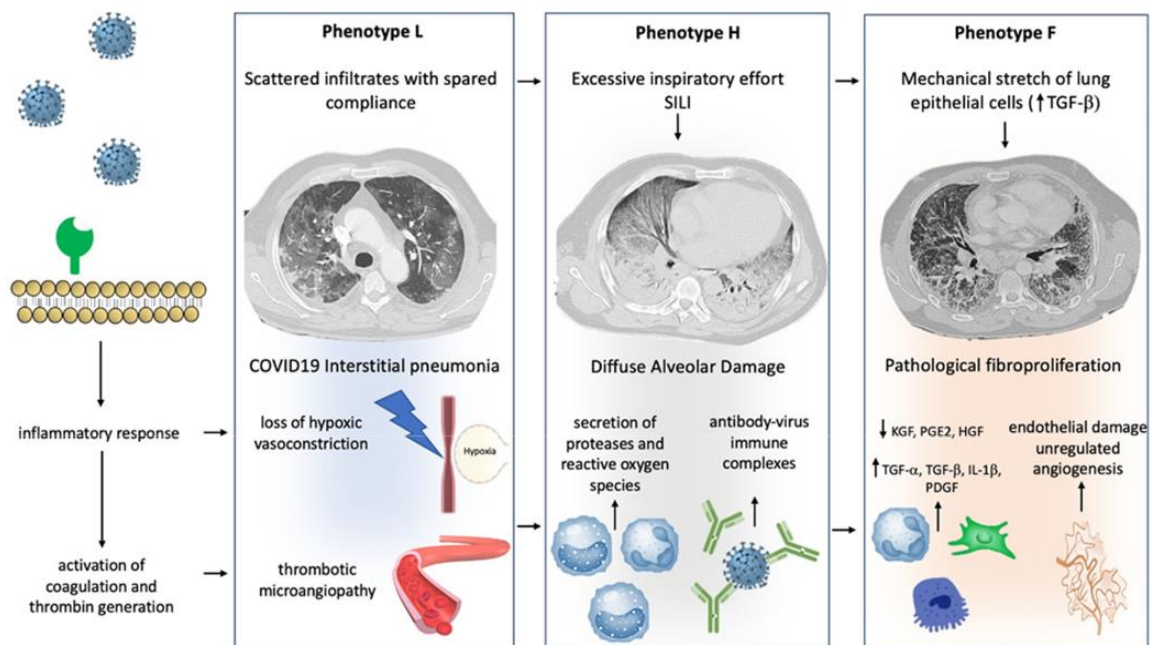 Phenotype L
Scattered infiltrates with spared
compliance
COVID19 Interstitial pneumonia
loss of hypoxic
vasoconstriction
Hypoxia
thrombotic
microangiopathy
inflammatory response
activation of
coagulation and
thrombin generation
Phenotype H
Excessive inspiratory effort
SILI
Diffuse Alveolar Damage
secretion of
proteases and
reactive oxygen
species
antibody-virus
immune
complexes
Phenotype F
Mechanical stretch of lung
epithelial cells (↑TGF-β)
Pathological fibroproliferation
↓ KGF, PGE2, HGF
↑TGF-α, TGF-β, IL-1β,
PDGF
endothelial damage
unregulated
angiogenesis